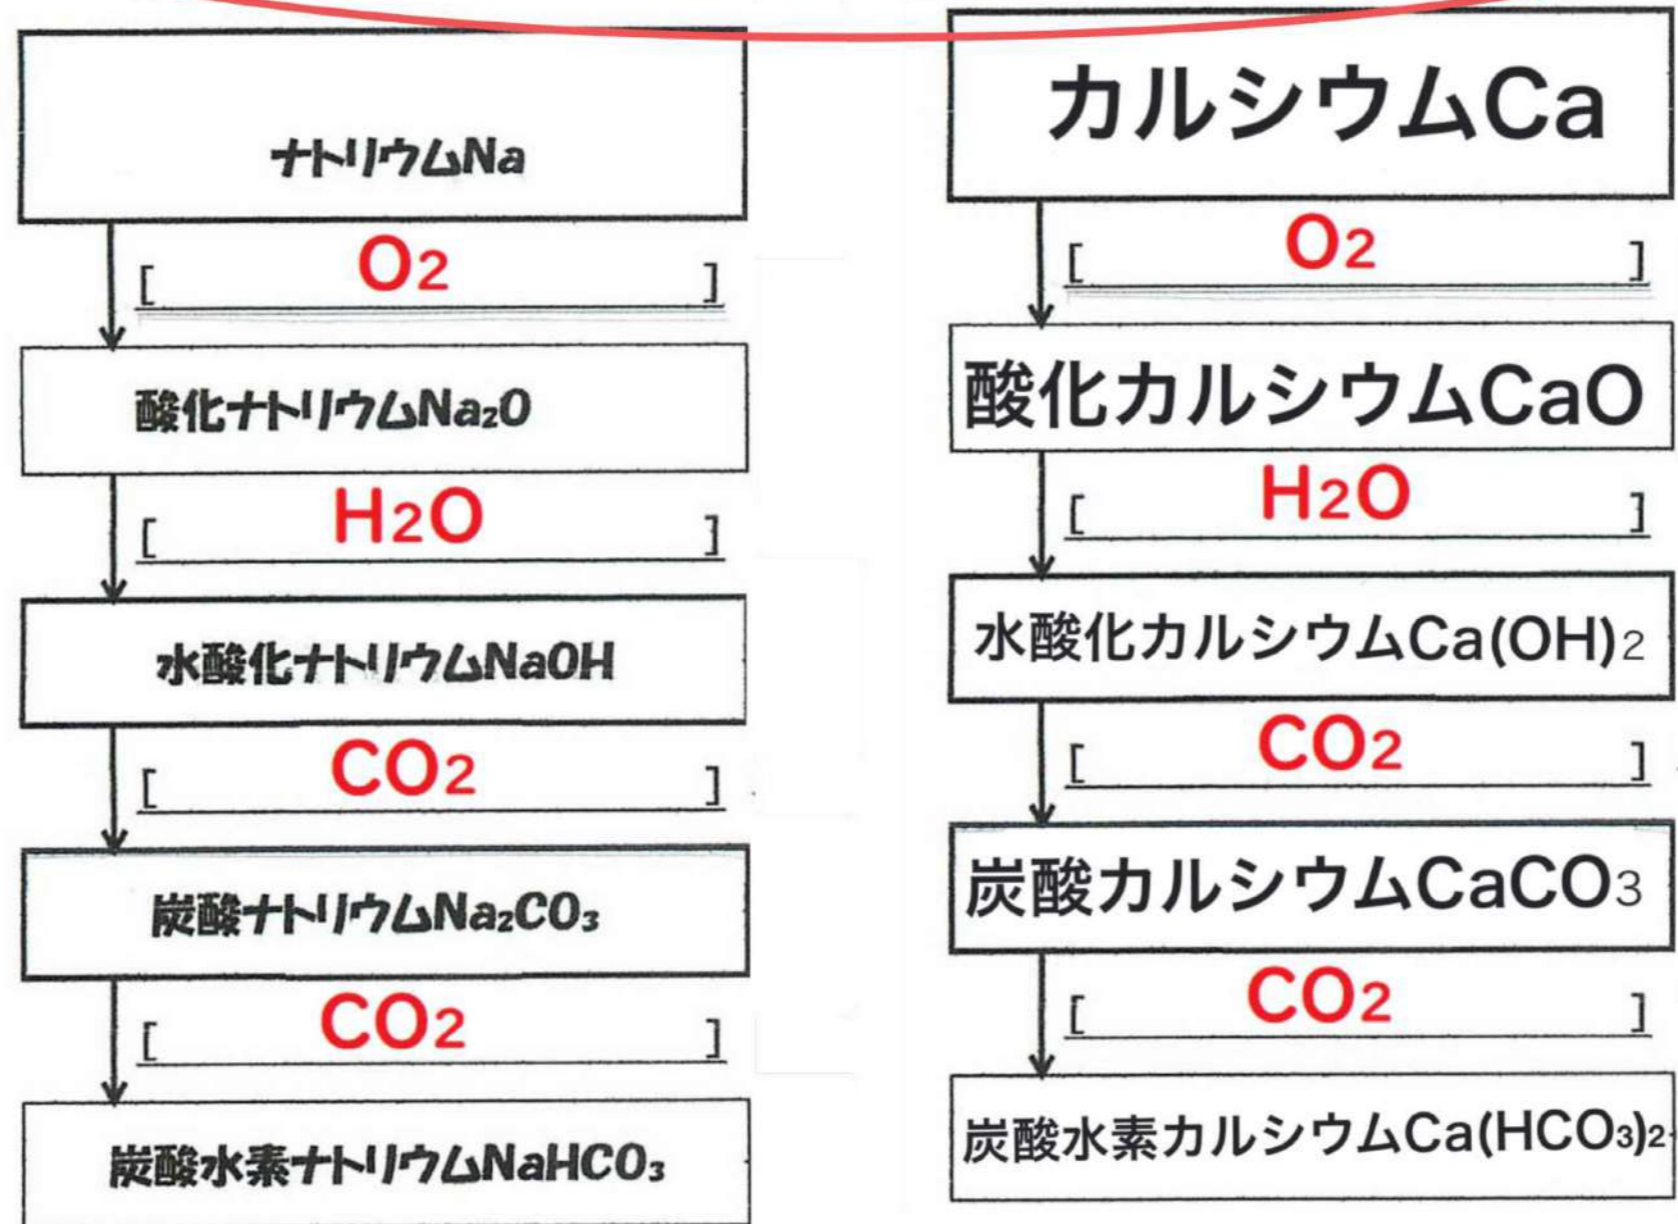 ナトリウムNa
[ O2 ]
酸化ナトリウムNa₂O
[ H2O ]
水酸化ナトリウムNaOH
[ CO2 ]
炭酸ナトリウムNa₂CO₃
[ CO2 ]
炭酸水素ナトリウムNaHCO₃
カルシウムCa
[ O2 ]
酸化カルシウムCaO
[ H2O ]
水酸化カルシウムCa(OH)2
[ CO2 ]
炭酸カルシウムCaCO3
[ CO2 ]
炭酸水素カルシウムCa(HCO3)2